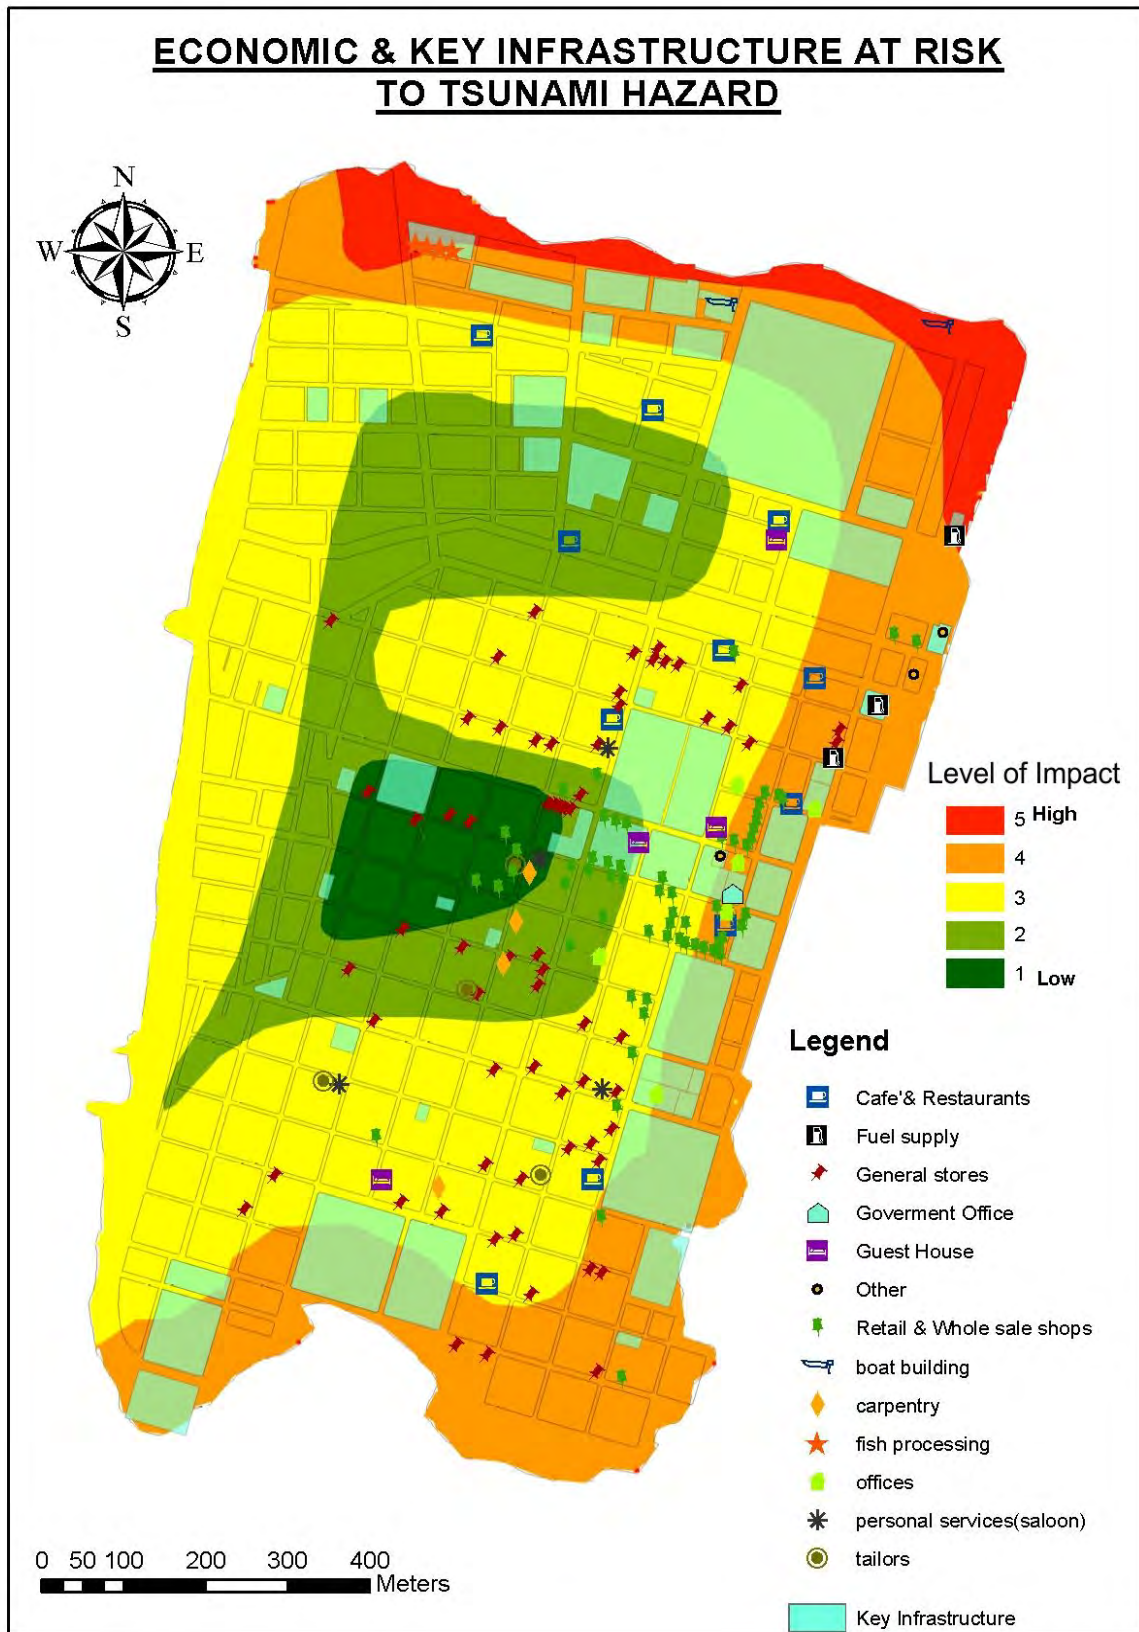 ECONOMIC & KEY INFRASTRUCTURE AT RISK
TO TSUNAMI HAZARD
N
W E
S
Level of Impact
5 High
4
3
2
1 Low
Legend
Cafe'& Restaurants
Fuel supply
General stores
Goverment Office
Guest House
Other
Retail & Whole sale shops
boat building
carpentry
fish processing
offices
personal services(saloon)
tailors
Key Infrastructure
0 50 100 200 300 400
Meters